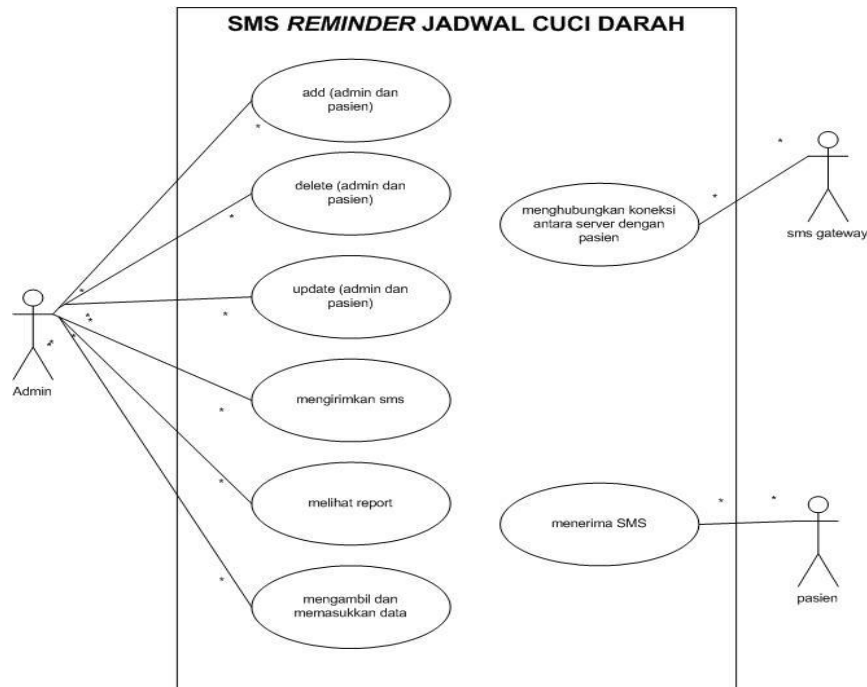 SMS REMINDER JADWAL CUCI DARAH
add (admin dan
pasien)
delete (admin dan
pasien)
update (admin dan
pasien)
mengirimkan sms
melihat report
mengambil dan
memasukkan data
Admin
menghubungkan koneksi
antara server dengan
pasien
sms gateway
menerima SMS
pasien